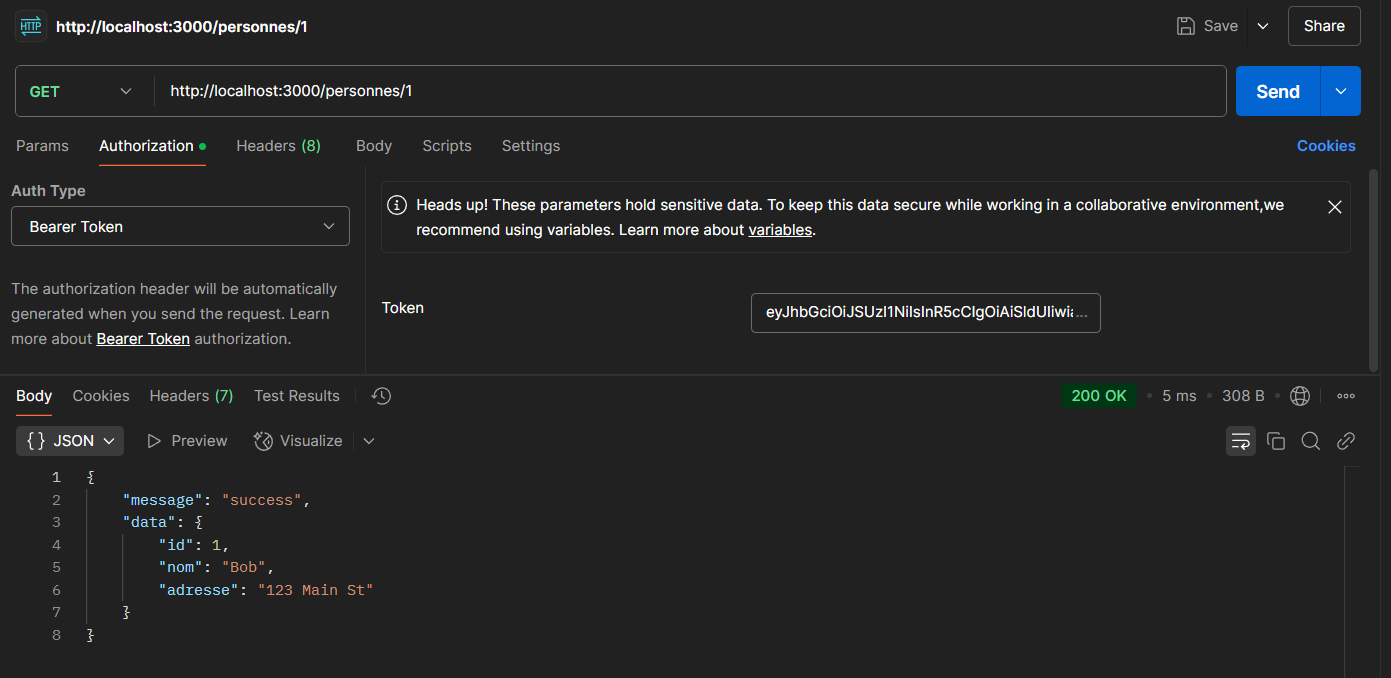 HTTP http://localhost:3000/personnes/1 Save Share
GET http://localhost:3000/personnes/1 Send
Params Authorization Headers (8) Body Scripts Settings Cookies
Auth Type
Bearer Token
The authorization header will be automatically
generated when you send the request. Learn
more about Bearer Token authorization.
Heads up! These parameters hold sensitive data. To keep this data secure while working in a collaborative environment,we
recommend using variables. Learn more about variables.
Token eyJhbGciOiJSUzI1NiIsInR5cCIgOiAiSldUIiwia...
Body Cookies Headers (7) Test Results 200 OK • 5 ms • 308 B •
{} JSON Preview Visualize
1 {
2 "message": "success",
3 "data": {
4 "id": 1,
5 "nom": "Bob",
6 "adresse": "123 Main St"
7 }
8 }